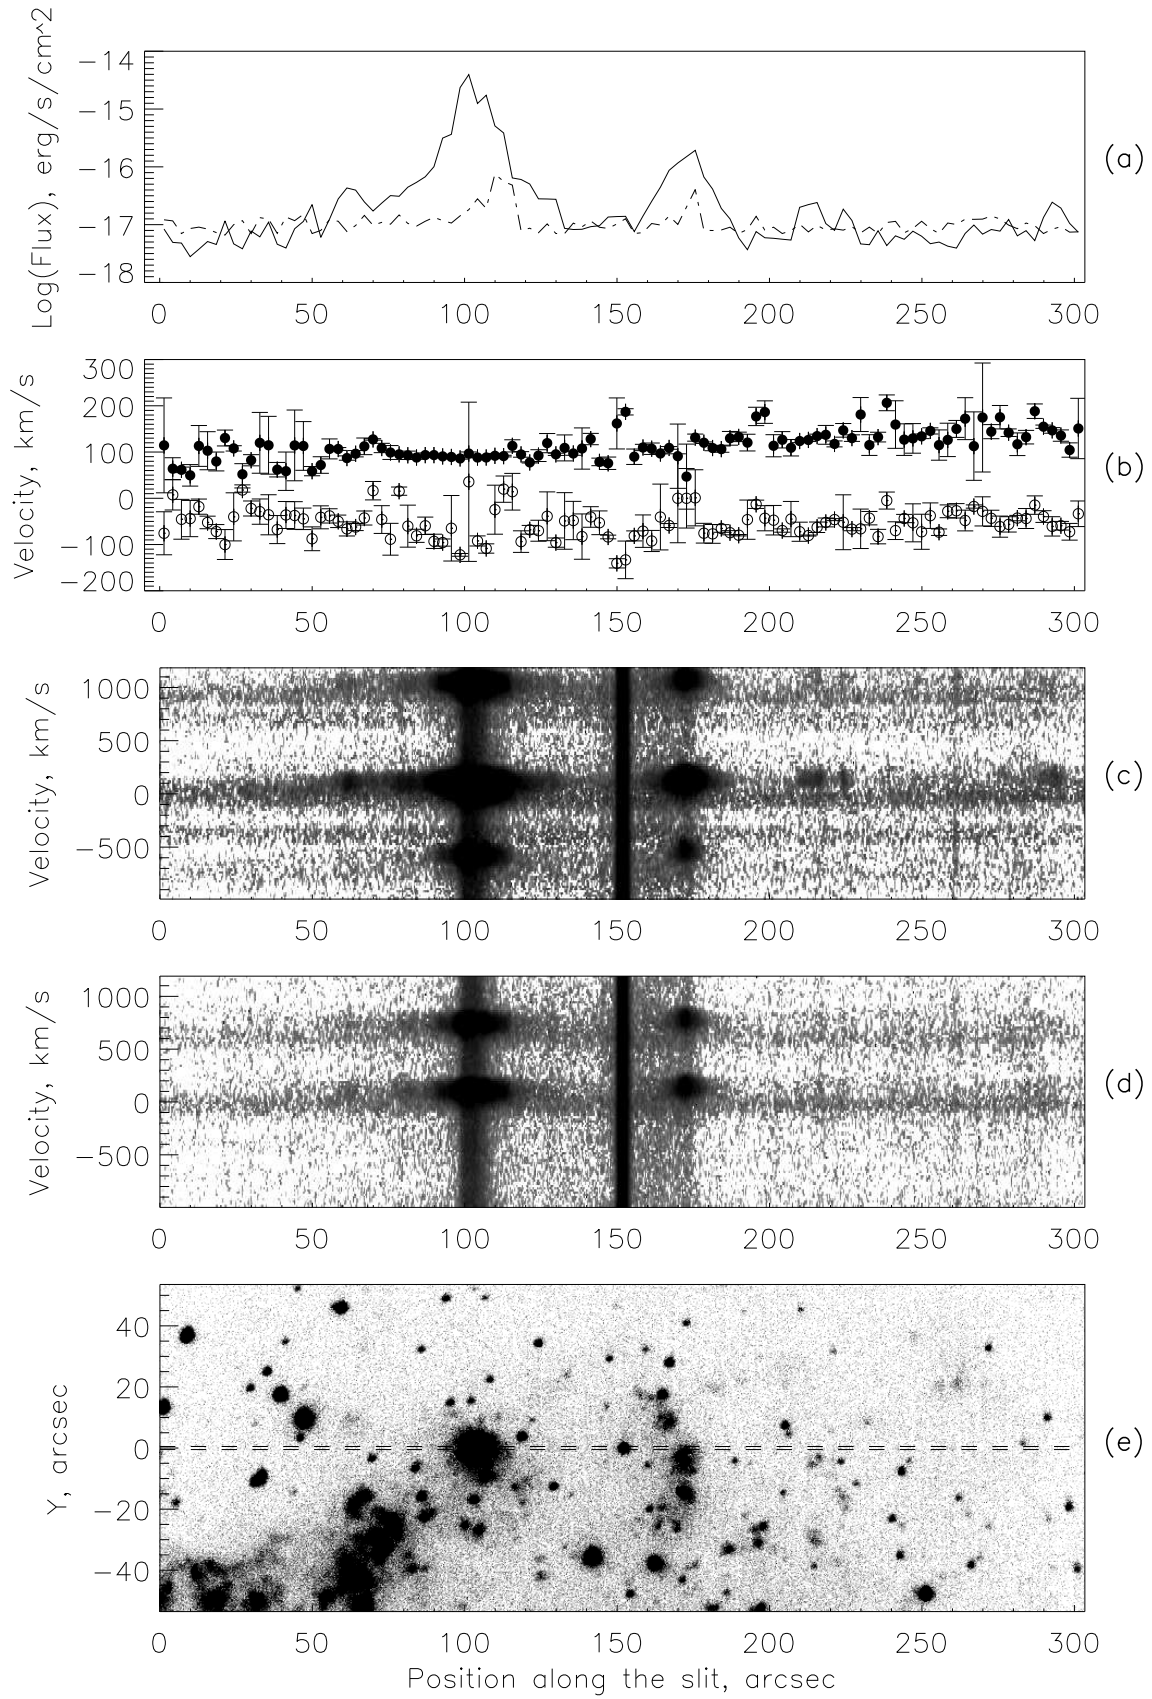 Log(Flux), erg/s/cm^2
-14
-15
-16
-17
-18
0 50 100 150 200 250 300
(a)
Velocity, km/s
300
200
100
0
-100
-200
0 50 100 150 200 250 300
(b)
Velocity, km/s
1000
500
0
-500
0 50 100 150 200 250 300
(c)
Velocity, km/s
1000
500
0
-500
0 50 100 150 200 250 300
(d)
Y, arcsec
40
20
0
-20
-40
0 50 100 150 200 250 300
(e)
Position along the slit, arcsec